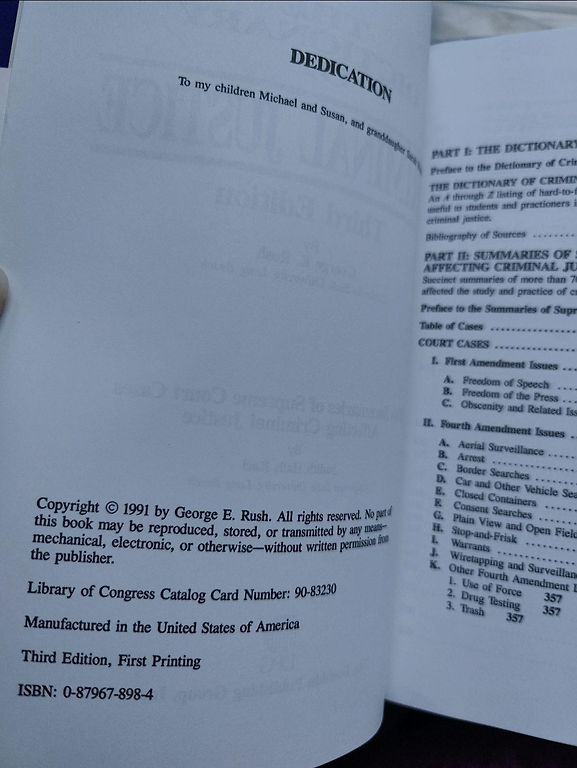 DEDICATION
To my children Michael and Susan, and granddaughter
Copyright © 1991 by George E. Rush. All rights reserved. No part of
this book may be reproduced, stored, or transmitted by any means—
mechanical, electronic, or otherwise—without written permission from
the publisher.
Library of Congress Catalog Card Number: 90-83230
Manufactured in the United States of America
Third Edition, First Printing
ISBN: 0-87967-898-4
PART I: THE DICTIONARY
Preface to the Dictionary of Crim
THE DICTIONARY OF CRIMIN
An A through Z listing of hard-to-f
useful to students and practioners i
criminal justice.
Bibliography of Sources ........
PART II: SUMMARIES OF
AFFECTING CRIMINAL JU
Succinct summaries of more than 70
affected the study and practice of cr
Preface to the Summaries of Supr
Table of Cases ................
COURT CASES ................
I. First Amendment Issues ....
A. Freedom of Speech .....
B. Freedom of the Press ....
C. Obscenity and Related Iss
II. Fourth Amendment Issues ...
A. Aerial Surveillance .....
B. Arrest ................
C. Border Searches ........
D. Car and Other Vehicle Sea
E. Closed Containers .......
F. Consent Searches .......
G. Plain View and Open Field
H. Stop-and-Frisk .........
I. Warrants ..............
J. Wiretapping and Surveillanc
K. Other Fourth Amendment I
1. Use of Force 357
2. Drug Testing 357
3. Trash 357